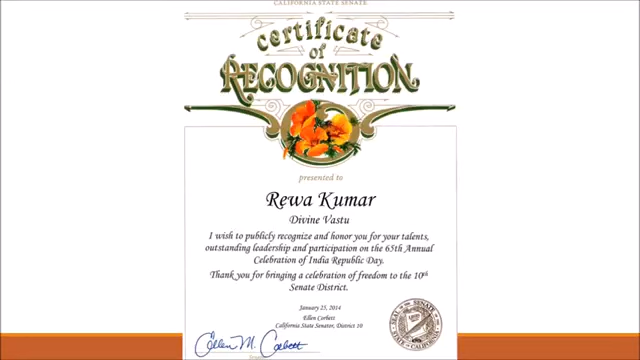 CALIFORNIA STATE SENATE
Certificate
of
RECOGNITION
presented to
Rewa Kumar
Divine Vastu
I wish to publicly recognize and honor you for your talents,
outstanding leadership and participation on the 65th Annual
Celebration of India Republic Day.
Thank you for bringing a celebration of freedom to the 10th
Senate District.
January 25, 2014
Ellen Corbett
California State Senator, District 10
Ellen M. Corbett